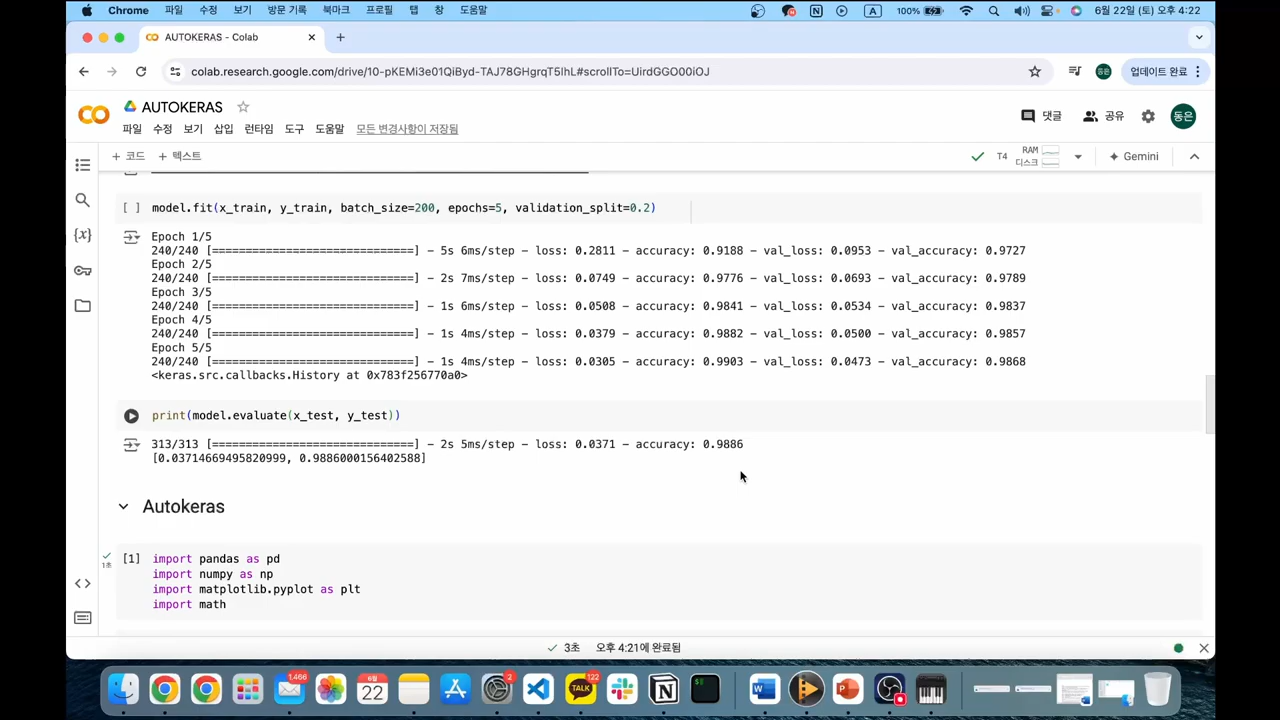 Chrome 파일 수정 보기 방문 기록 북마크 프로필 탭 창 도움말 A 100% 6월 22일 (토) 오후 4:22
AUTOKERAS - Colab
colab.research.google.com/drive/10-pKEMi3e01QiByd-TAJ78GHgrqT5IhL#scrollTo=UirdGGO00iOJ 동은 업데이트 완료
AUTOKERAS
댓글 공유 동은
파일 수정 보기 삽입 런타임 도구 도움말 모든 변경사항이 저장됨
+ 코드 + 텍스트 T4 RAM 디스크 Gemini
[ ] model.fit(x_train, y_train, batch_size=200, epochs=5, validation_split=0.2)
Epoch 1/5
240/240 [==============================] - 5s 6ms/step - loss: 0.2811 - accuracy: 0.9188 - val_loss: 0.0953 - val_accuracy: 0.9727
Epoch 2/5
240/240 [==============================] - 2s 7ms/step - loss: 0.0749 - accuracy: 0.9776 - val_loss: 0.0693 - val_accuracy: 0.9789
Epoch 3/5
240/240 [==============================] - 1s 6ms/step - loss: 0.0508 - accuracy: 0.9841 - val_loss: 0.0534 - val_accuracy: 0.9837
Epoch 4/5
240/240 [==============================] - 1s 4ms/step - loss: 0.0379 - accuracy: 0.9882 - val_loss: 0.0500 - val_accuracy: 0.9857
Epoch 5/5
240/240 [==============================] - 1s 4ms/step - loss: 0.0305 - accuracy: 0.9903 - val_loss: 0.0473 - val_accuracy: 0.9868
<keras.src.callbacks.History at 0x783f256770a0>
print(model.evaluate(x_test, y_test))
313/313 [==============================] - 2s 5ms/step - loss: 0.0371 - accuracy: 0.9886
[0.03714669495820999, 0.9886000156402588]
Autokeras
1초 [1] import pandas as pd
import numpy as np
import matplotlib.pyplot as plt
import math
3초 오후 4:21에 완료됨
1,466 6월 22 2 TALK 122